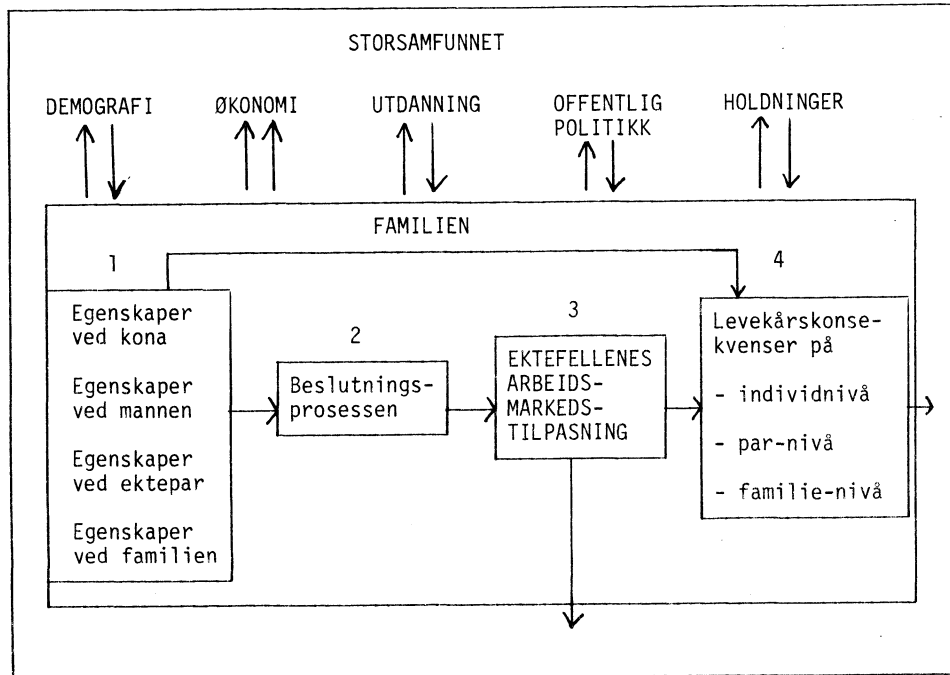 STORSAMFUNNET
DEMOGRAFI
ØKONOMI
UTDANNING
OFFENTLIG
POLITIKK
HOLDNINGER
FAMILIEN
1
Egenskaper
ved kona
Egenskaper
ved mannen
Egenskaper
ved ektepar
Egenskaper
ved familien
2
Beslutnings-
prosessen
3
EKTEFELLENES
ARBEIDS-
MARKEDS-
TILPASNING
4
Levekårskonse-
kvenser på
- individnivå
- par-nivå
- familie-nivå